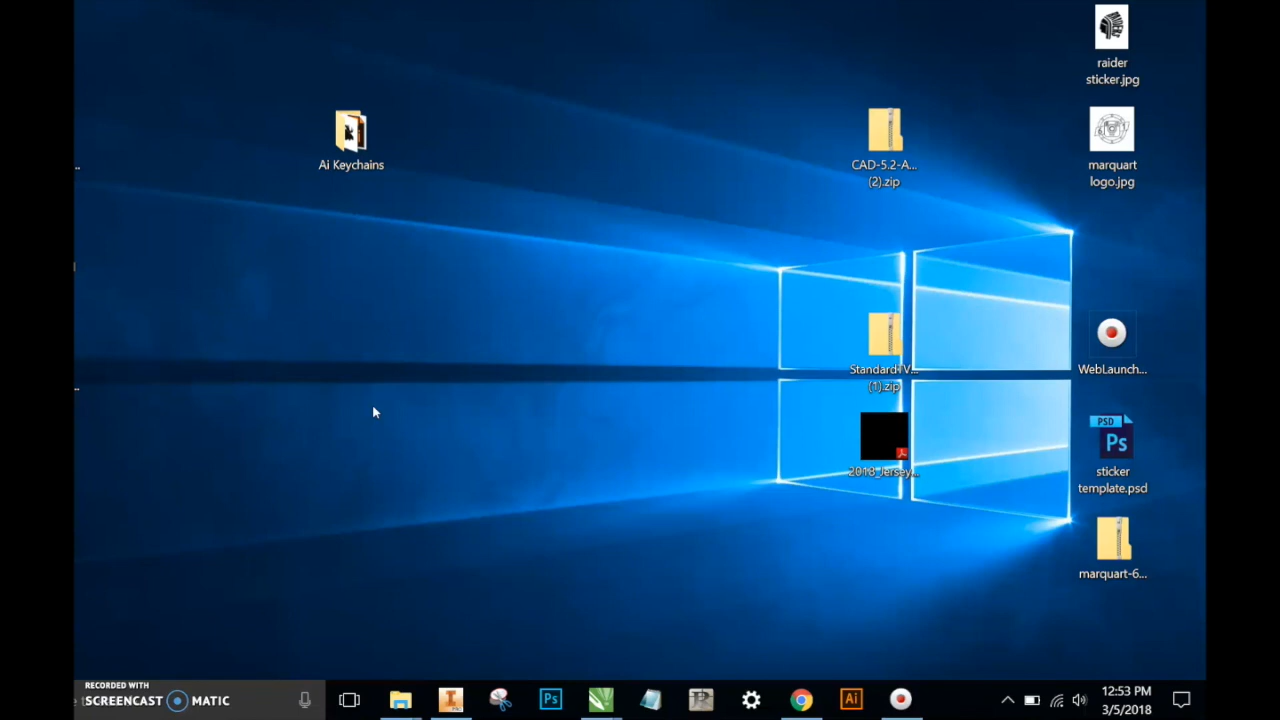 raider
sticker.jpg
Ai Keychains
CAD-5.2-A...
(2).zip
marquart
logo.jpg
StandardTV...
(1).zip
WebLaunch...
2018_Jersey...
PSD
Ps
sticker
template.psd
marquart-6...
RECORDED WITH
SCREENCAST MATIC
Ps
Ai
12:53 PM
3/5/2018